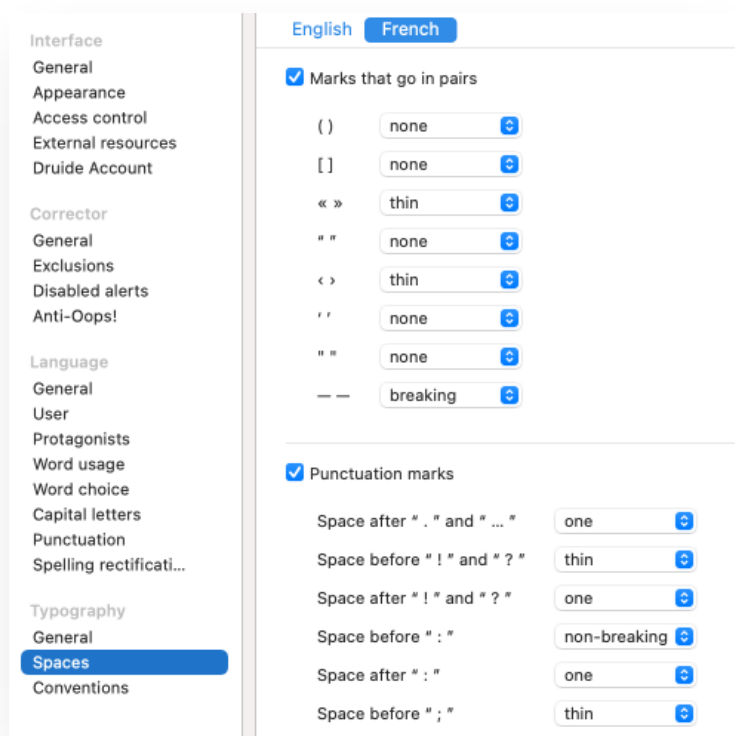 Interface
General
Appearance
Access control
External resources
Druide Account
Corrector
General
Exclusions
Disabled alerts
Anti-Oops!
Language
General
User
Protagonists
Word usage
Word choice
Capital letters
Punctuation
Spelling rectificati...
Typography
General
Spaces
Conventions
English French
Marks that go in pairs
( ) none
[ ] none
« » thin
“ ” none
‹ › thin
‘ ’ none
" " none
— — breaking
Punctuation marks
Space after “ . ” and “ ... ” one
Space before “ ! ” and “ ? ” thin
Space after “ ! ” and “ ? ” one
Space before “ : ” non-breaking
Space after “ : ” one
Space before “ ; ” thin